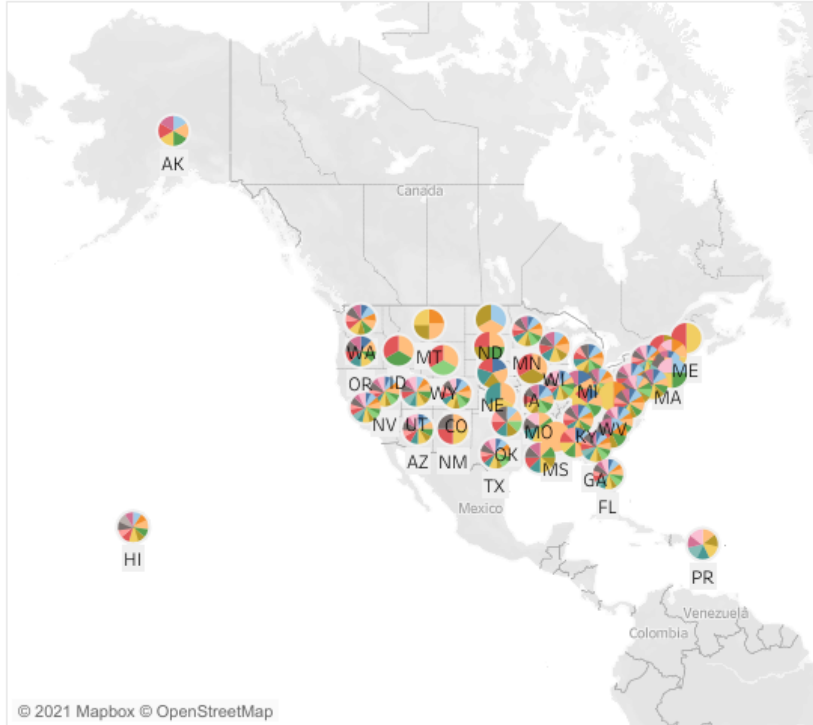 AK
Canada
WA
MT
ND
MN
ME
OR
ID
WY
WI
MI
MA
NE
IA
NV
UT
CO
MO
KY
WV
AZ
NM
OK
MS
TX
GA
FL
Mexico
HI
PR
Venezuela
Colombia
© 2021 Mapbox © OpenStreetMap